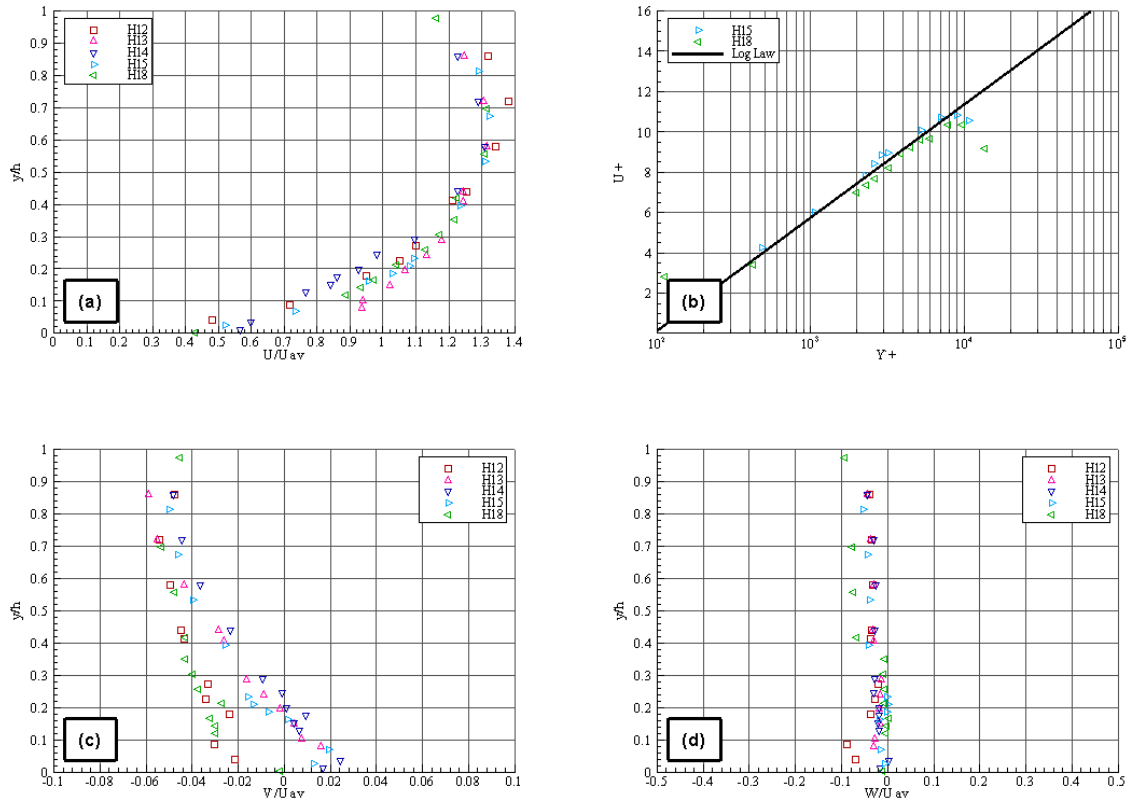 H12
H13
H14
H15
H18
1
0.9
0.8
0.7
0.6
0.5
0.4
0.3
0.2
0.1
0
y/h
(a)
0 0.1 0.2 0.3 0.4 0.5 0.6 0.7 0.8 0.9 1 1.1 1.2 1.3 1.4
U/Uav
H15
H18
Log Law
16
14
12
10
8
6
4
2
U+
(b)
10² 10³ 10⁴ 10⁵
Y+
H12
H13
H14
H15
H18
1
0.9
0.8
0.7
0.6
0.5
0.4
0.3
0.2
0.1
0
y/h
(c)
-0.1 -0.08 -0.06 -0.04 -0.02 0 0.02 0.04 0.06 0.08 0.1
V/Uav
H12
H13
H14
H15
H18
1
0.9
0.8
0.7
0.6
0.5
0.4
0.3
0.2
0.1
0
y/h
(d)
-0.5 -0.4 -0.3 -0.2 -0.1 0 0.1 0.2 0.3 0.4 0.5
W/Uav